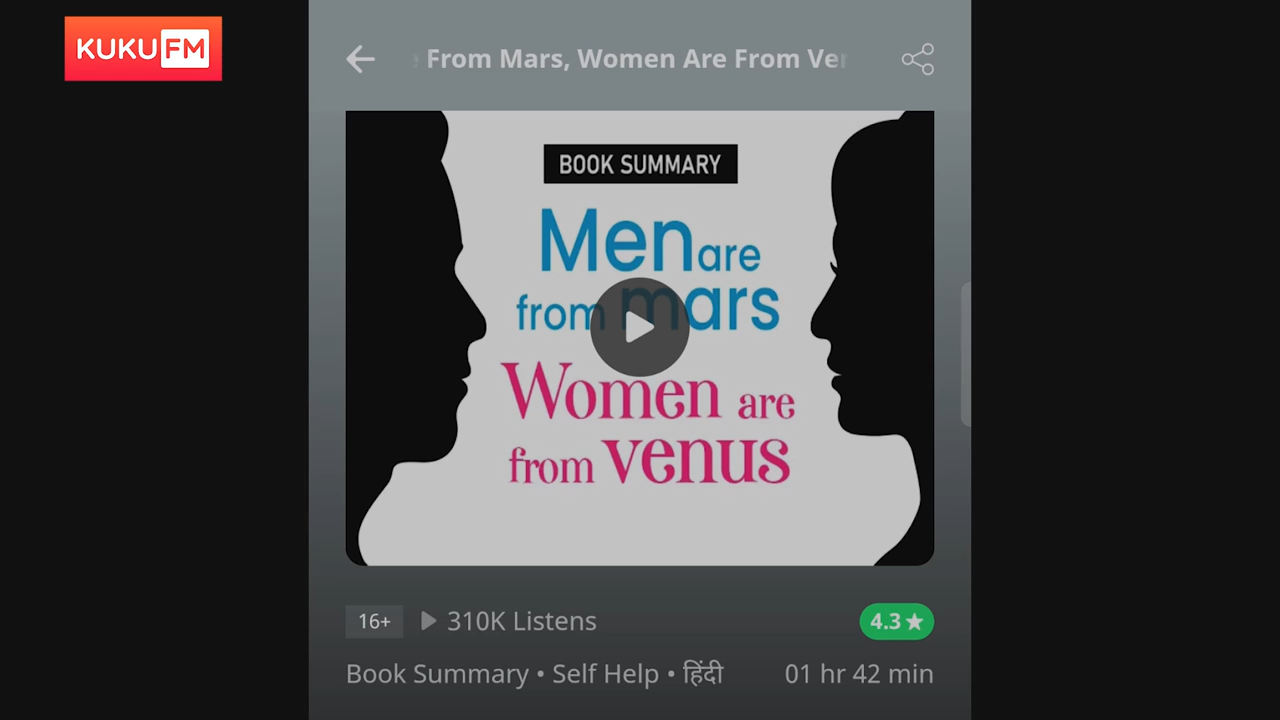 KUKU FM
From Mars, Women Are From Ver
BOOK SUMMARY
Men are
from mars
Women are
from venus
16+ 310K Listens 4.3
Book Summary • Self Help • हिंदी 01 hr 42 min